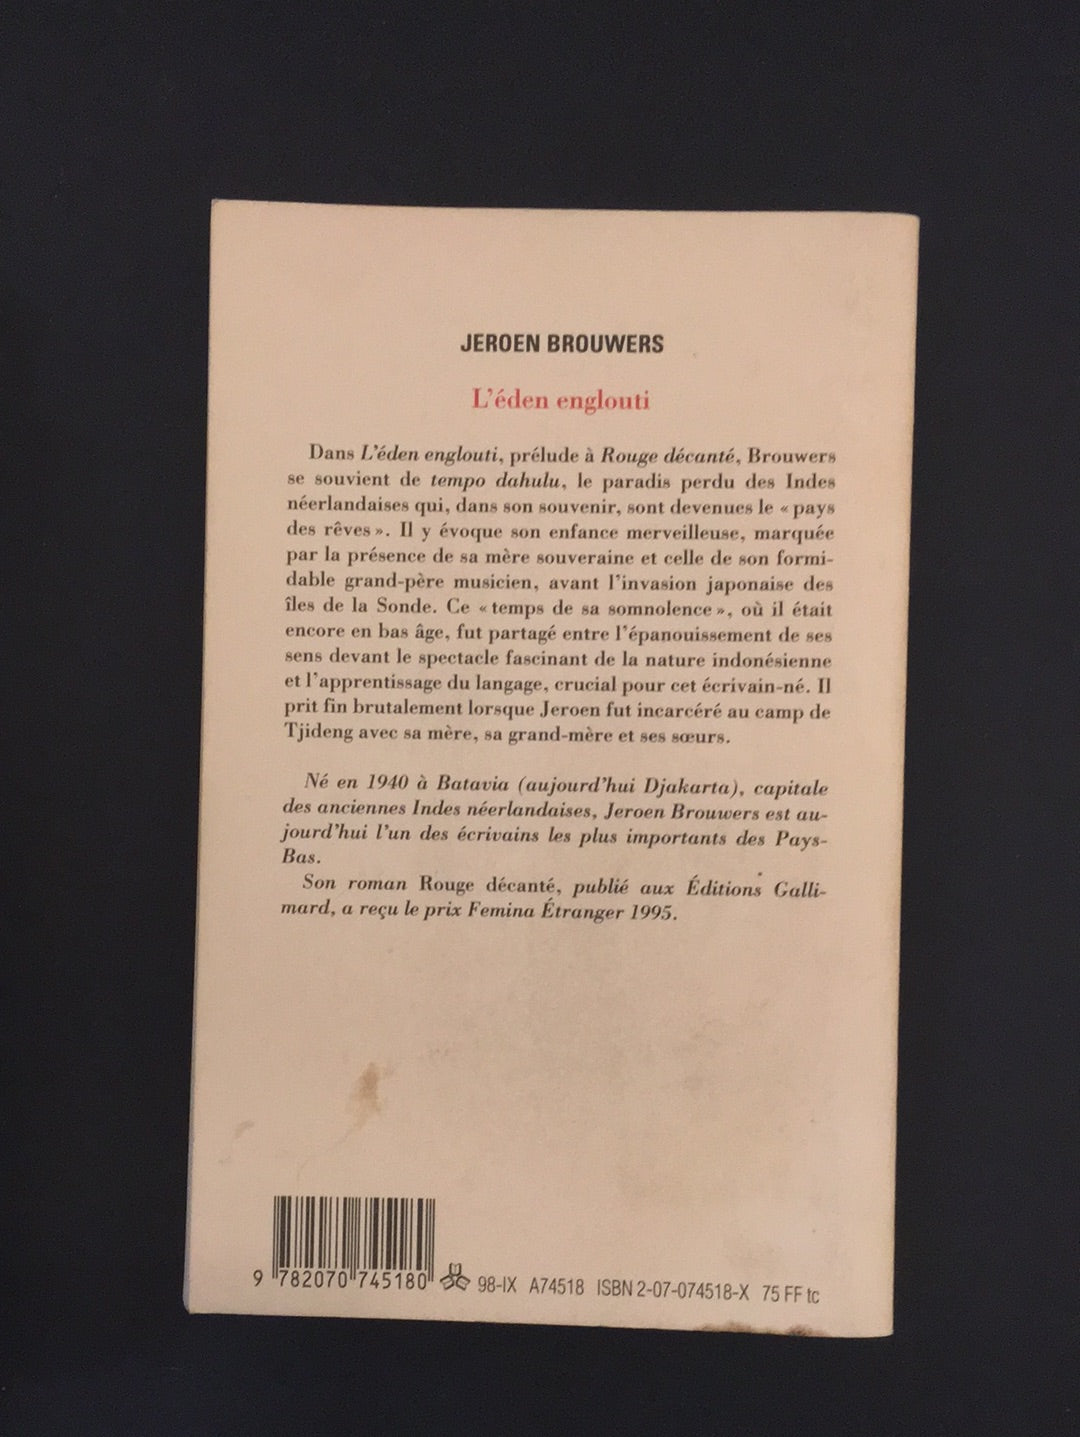 JEROEN BROUWERS
L'éden englouti
Dans L'éden englouti, prélude à Rouge décanté, Brouwers
se souvient de tempo dahulu, le paradis perdu des Indes
néerlandaises qui, dans son souvenir, sont devenues le « pays
des rêves ». Il y évoque son enfance merveilleuse, marquée
par la présence de sa mère souveraine et celle de son formi-
dable grand-père musicien, avant l'invasion japonaise des
îles de la Sonde. Ce « temps de sa somnolence », où il était
encore en bas âge, fut partagé entre l'épanouissement de ses
sens devant le spectacle fascinant de la nature indonésienne
et l'apprentissage du langage, crucial pour cet écrivain-né. Il
prit fin brutalement lorsque Jeroen fut incarcéré au camp de
Tjideng avec sa mère, sa grand-mère et ses sœurs.
Né en 1940 à Batavia (aujourd'hui Djakarta), capitale
des anciennes Indes néerlandaises, Jeroen Brouwers est au-
jourd'hui l'un des écrivains les plus importants des Pays-
Bas.
Son roman Rouge décanté, publié aux Éditions Galli-
mard, a reçu le prix Femina Étranger 1995.
9 782070 745180 98-IX A74518 ISBN 2-07-074518-X 75 FF tc